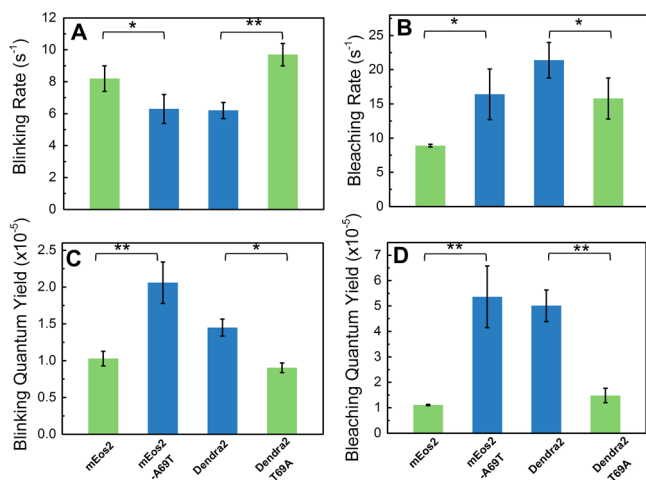 A
*
**
Blinking Rate (s⁻¹)
12
10
8
6
4
2
0
B
*
*
Bleaching Rate (s⁻¹)
25
20
15
10
5
0
C
**
*
Blinking Quantum Yield (x10⁻⁵)
2.5
2.0
1.5
1.0
0.5
0.0
mEos2
mEos2
-A69T
Dendra2
Dendra2
T69A
D
**
**
Bleaching Quantum Yield (x10⁻⁵)
7
6
5
4
3
2
1
0
mEos2
mEos2
-A69T
Dendra2
Dendra2
T69A